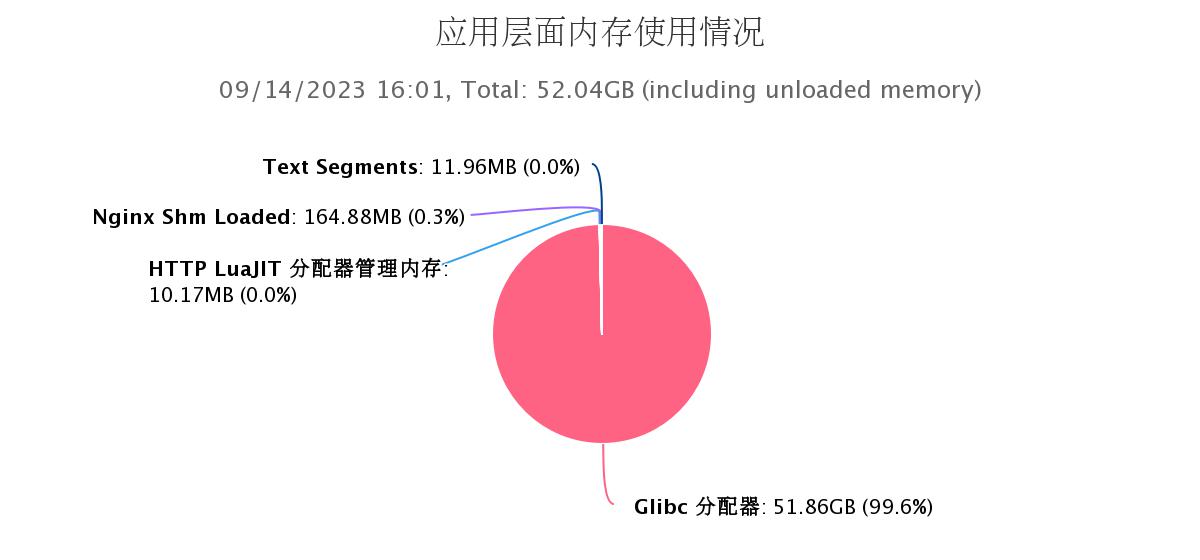 应用层面内存使用情况
09/14/2023 16:01, Total: 52.04GB (including unloaded memory)
Text Segments: 11.96MB (0.0%)
Nginx Shm Loaded: 164.88MB (0.3%)
HTTP LuaJIT 分配器管理内存:
10.17MB (0.0%)
Glibc 分配器: 51.86GB (99.6%)